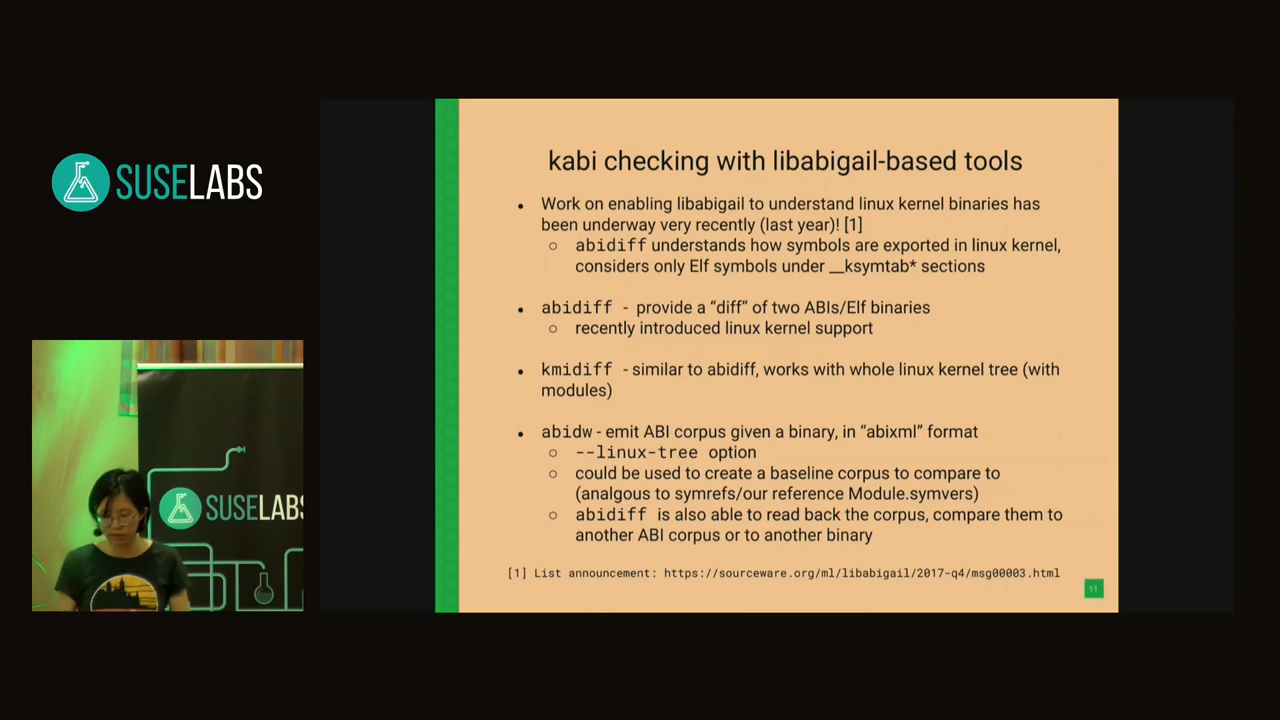 SUSELABS
kabi checking with libabigail-based tools
• Work on enabling libabigail to understand linux kernel binaries has
been underway very recently (last year)! [1]
○ abidiff understands how symbols are exported in linux kernel,
considers only Elf symbols under __ksymtab* sections
• abidiff - provide a “diff” of two ABIs/Elf binaries
○ recently introduced linux kernel support
• kmidiff - similar to abidiff, works with whole linux kernel tree (with
modules)
• abidw - emit ABI corpus given a binary, in “abixml” format
○ --linux-tree option
○ could be used to create a baseline corpus to compare to
(analgous to symrefs/our reference Module.symvers)
○ abidiff is also able to read back the corpus, compare them to
another ABI corpus or to another binary
[1] List announcement: https://sourceware.org/ml/libabigail/2017-q4/msg00003.html
11
SUSELABS